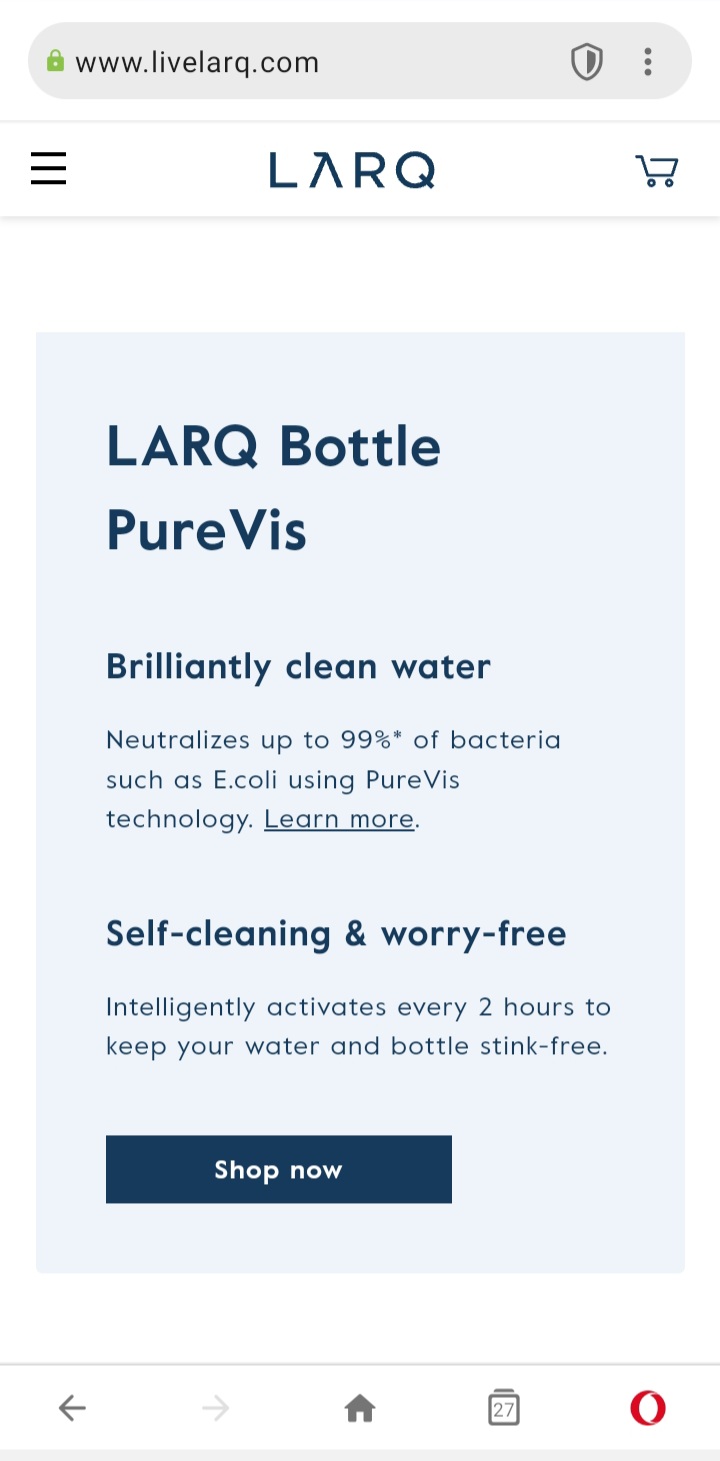 www.livelarq.com
LARQ
LARQ Bottle
PureVis
Brilliantly clean water
Neutralizes up to 99%* of bacteria
such as E.coli using PureVis
technology. Learn more.
Self-cleaning & worry-free
Intelligently activates every 2 hours to
keep your water and bottle stink-free.
Shop now
27